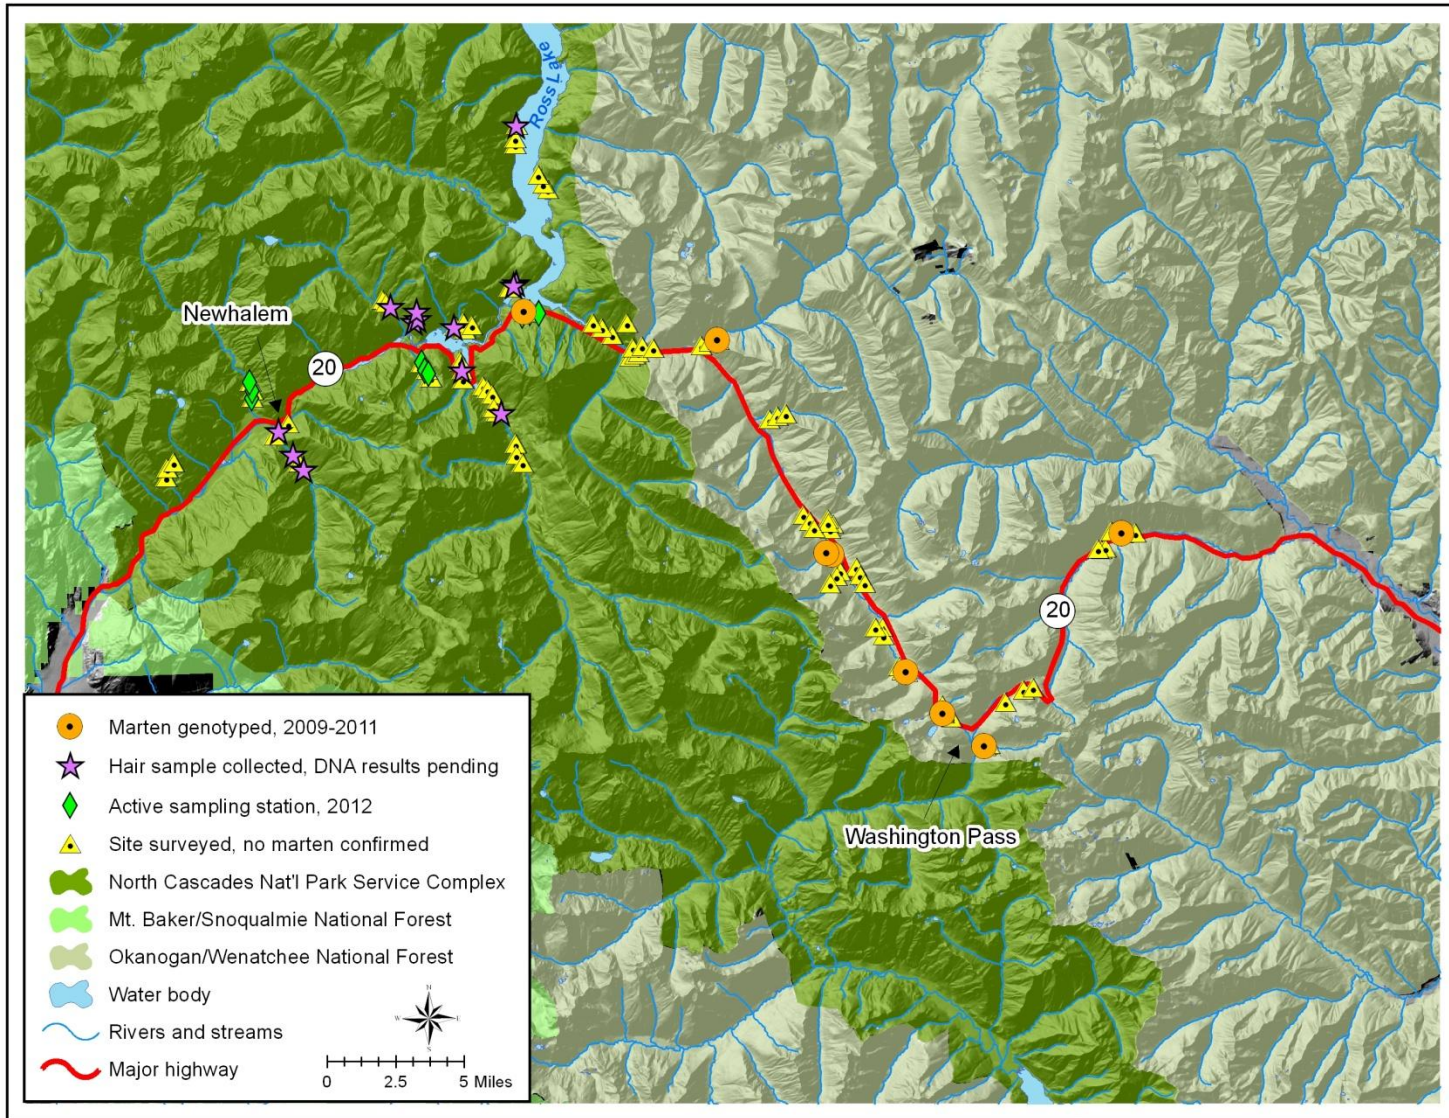 Ross Lake
Newhalem
20
20
Washington Pass
Marten genotyped, 2009-2011
Hair sample collected, DNA results pending
Active sampling station, 2012
Site surveyed, no marten confirmed
North Cascades Nat'l Park Service Complex
Mt. Baker/Snoqualmie National Forest
Okanogan/Wenatchee National Forest
Water body
Rivers and streams
Major highway
N
W E
S
0 2.5 5 Miles